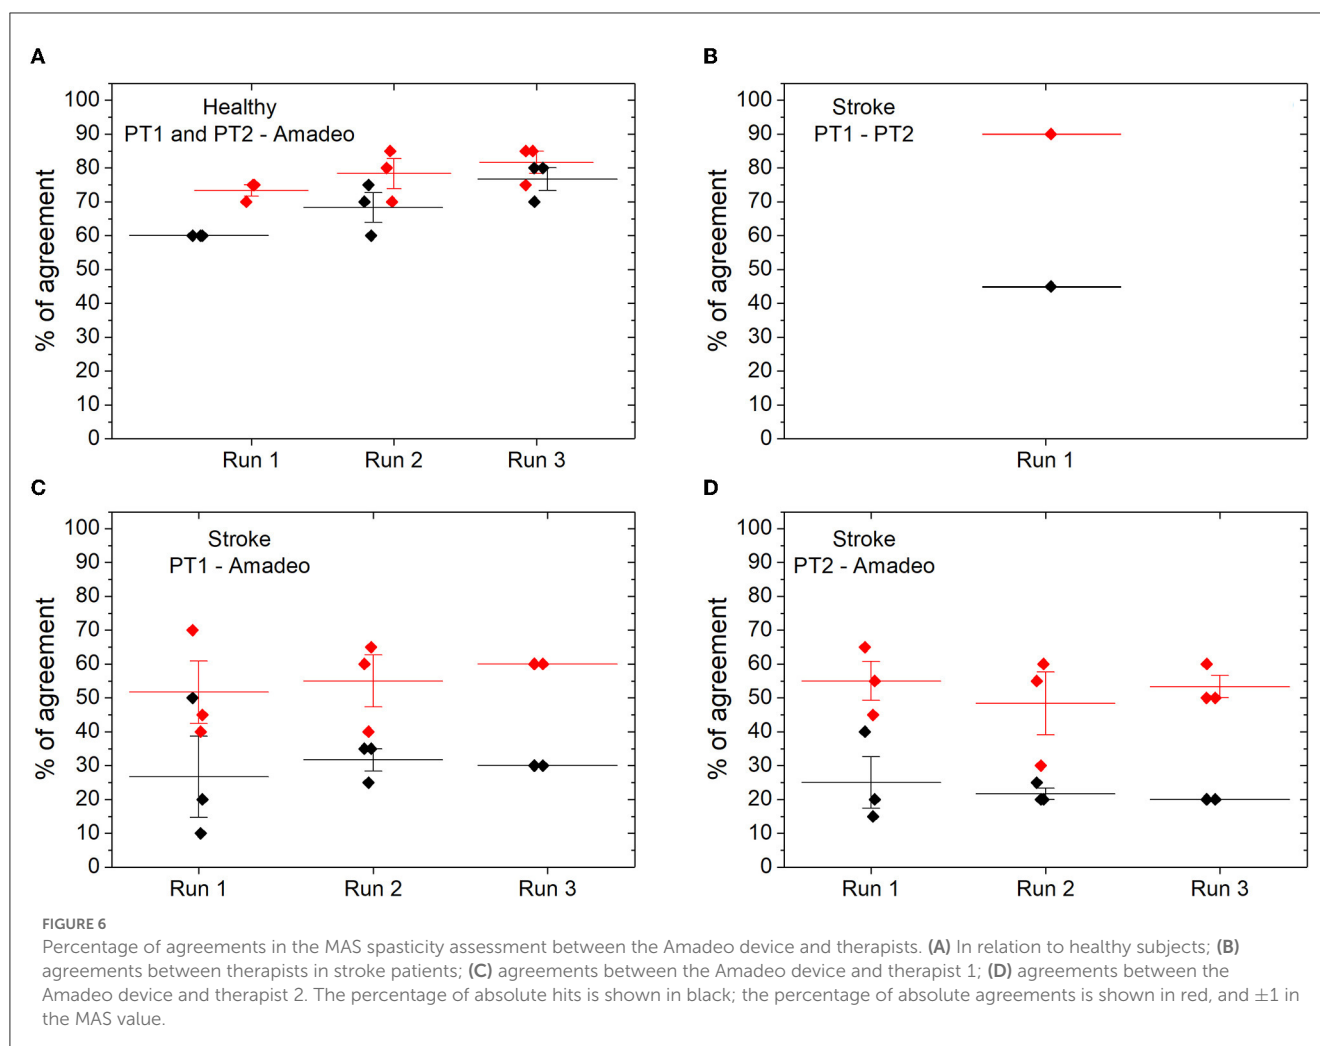 A
Healthy
PT1 and PT2 - Amadeo
% of agreement
100
90
80
70
60
50
40
30
20
10
0
Run 1
Run 2
Run 3
B
Stroke
PT1 - PT2
% of agreement
100
90
80
70
60
50
40
30
20
10
0
Run 1
C
Stroke
PT1 - Amadeo
% of agreement
100
90
80
70
60
50
40
30
20
10
0
Run 1
Run 2
Run 3
D
Stroke
PT2 - Amadeo
% of agreement
100
90
80
70
60
50
40
30
20
10
0
Run 1
Run 2
Run 3
FIGURE 6
Percentage of agreements in the MAS spasticity assessment between the Amadeo device and therapists. (A) In relation to healthy subjects; (B)
agreements between therapists in stroke patients; (C) agreements between the Amadeo device and therapist 1; (D) agreements between the
Amadeo device and therapist 2. The percentage of absolute hits is shown in black; the percentage of absolute agreements is shown in red, and ±1 in
the MAS value.